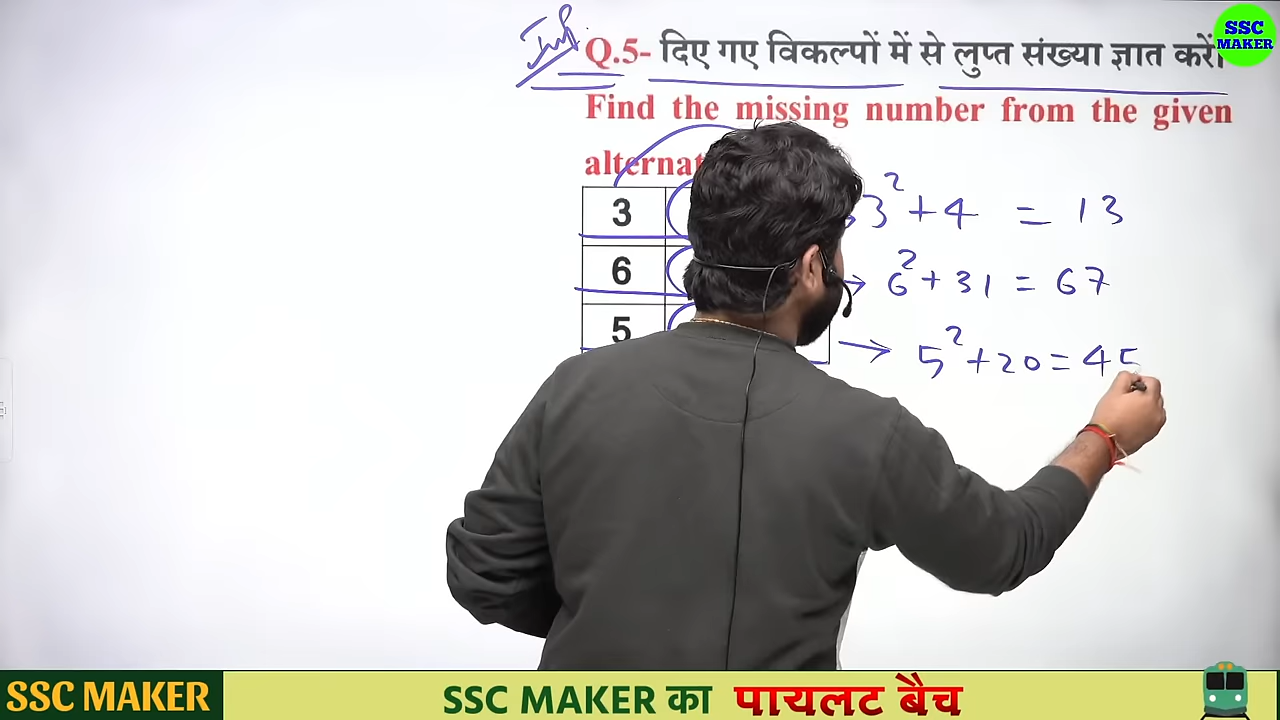 SSC
MAKER
Q.5- दिए गए विकल्पों में से लुप्त संख्या ज्ञात करें
Find the missing number from the given
3
3² + 4 = 13
6
→ 6² + 31 = 67
5
→ 5² + 20 = 45
SSC MAKER
SSC MAKER का पायलट बैच